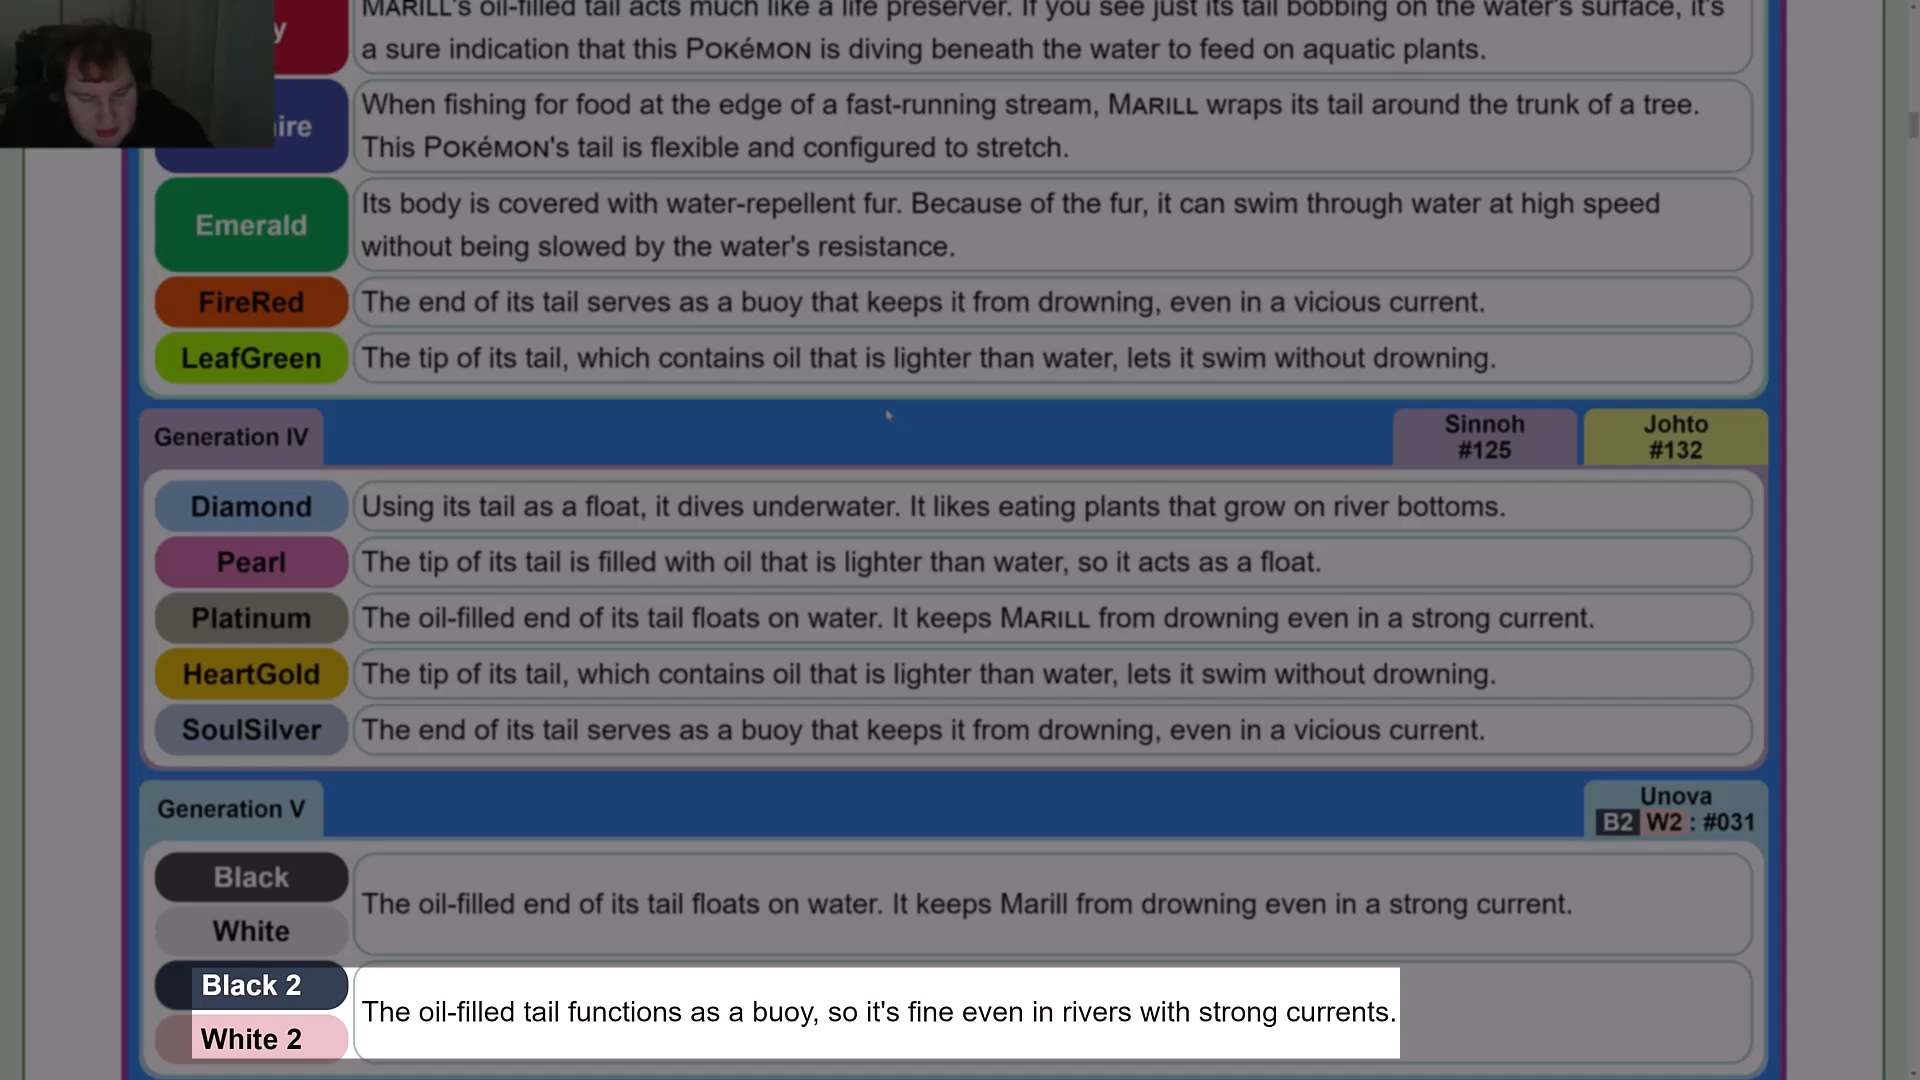 MARILL's oil-filled tail acts much like a life preserver. If you see just its tail bobbing on the water's surface, it's
y
a sure indication that this POKéMON is diving beneath the water to feed on aquatic plants.
When fishing for food at the edge of a fast-running stream, MARILL wraps its tail around the trunk of a tree.
ire
This POKéMON's tail is flexible and configured to stretch.
Emerald
Its body is covered with water-repellent fur. Because of the fur, it can swim through water at high speed
without being slowed by the water's resistance.
FireRed The end of its tail serves as a buoy that keeps it from drowning, even in a vicious current.
LeafGreen The tip of its tail, which contains oil that is lighter than water, lets it swim without drowning.
Generation IV
Sinnoh
#125
Johto
#132
Diamond Using its tail as a float, it dives underwater. It likes eating plants that grow on river bottoms.
Pearl The tip of its tail is filled with oil that is lighter than water, so it acts as a float.
Platinum The oil-filled end of its tail floats on water. It keeps MARILL from drowning even in a strong current.
HeartGold The tip of its tail, which contains oil that is lighter than water, lets it swim without drowning.
SoulSilver The end of its tail serves as a buoy that keeps it from drowning, even in a vicious current.
Generation V
Unova
B2 W2 : #031
Black
The oil-filled end of its tail floats on water. It keeps Marill from drowning even in a strong current.
White
Black 2
The oil-filled tail functions as a buoy, so it's fine even in rivers with strong currents.
White 2